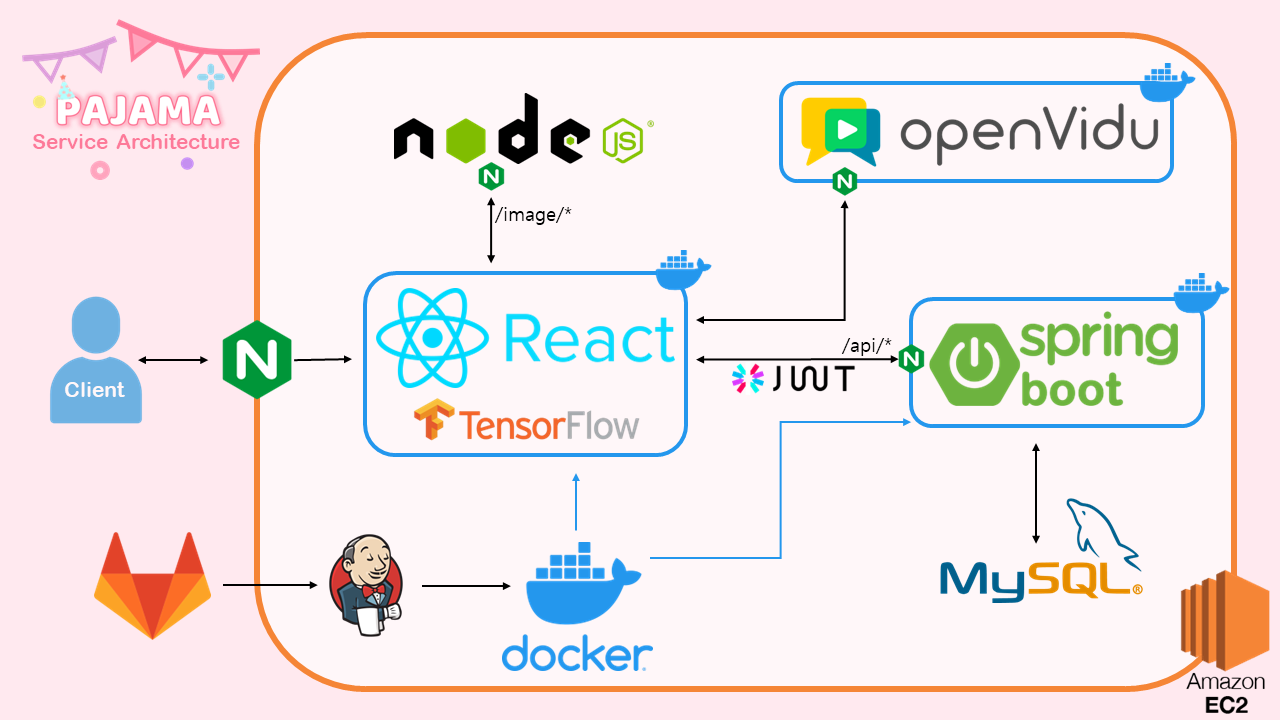 PAJAMA
Service Architecture
node
JS
®
N
/image/*
openVidu
N
React
TensorFlow
Client
N
/api/*
N
JWT
spring
boot
MySQL®
docker
Amazon
EC2